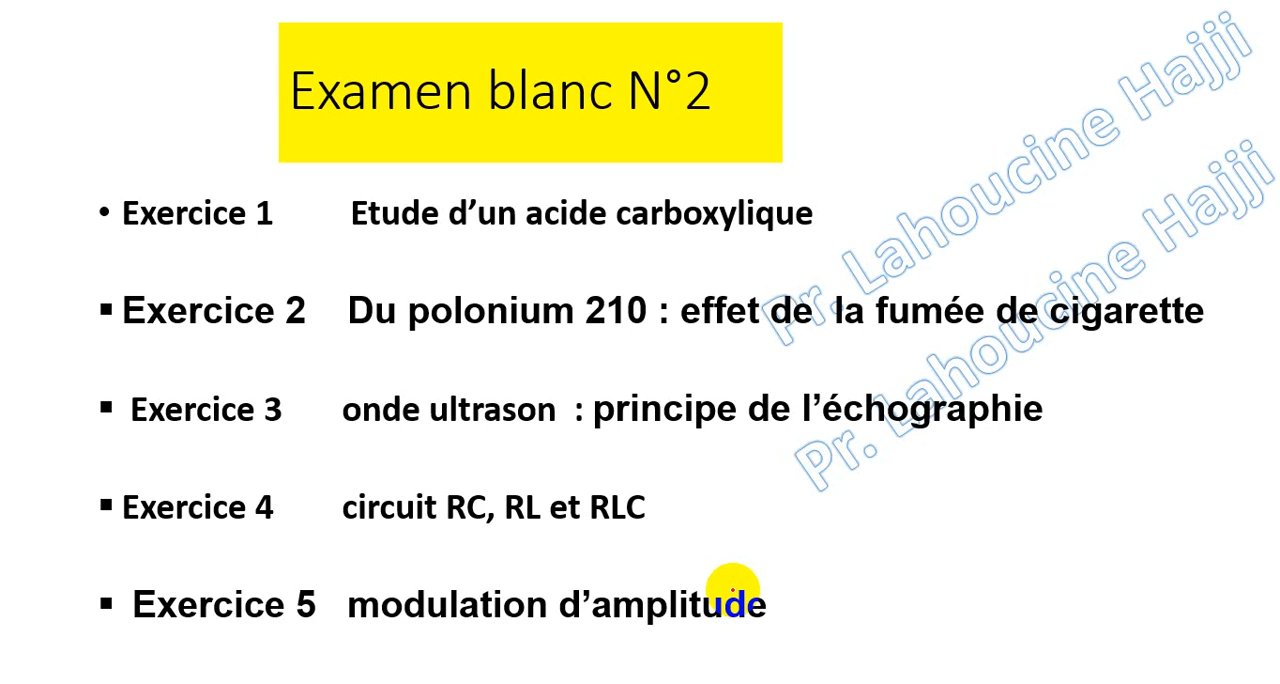 Examen blanc N°2
• Exercice 1 Etude d’un acide carboxylique
▪ Exercice 2 Du polonium 210 : effet de la fumée de cigarette
▪ Exercice 3 onde ultrason : principe de l’échographie
▪ Exercice 4 circuit RC, RL et RLC
▪ Exercice 5 modulation d’amplitude
Pr. Lahoucine Hajji
Pr. Lahoucine Hajji